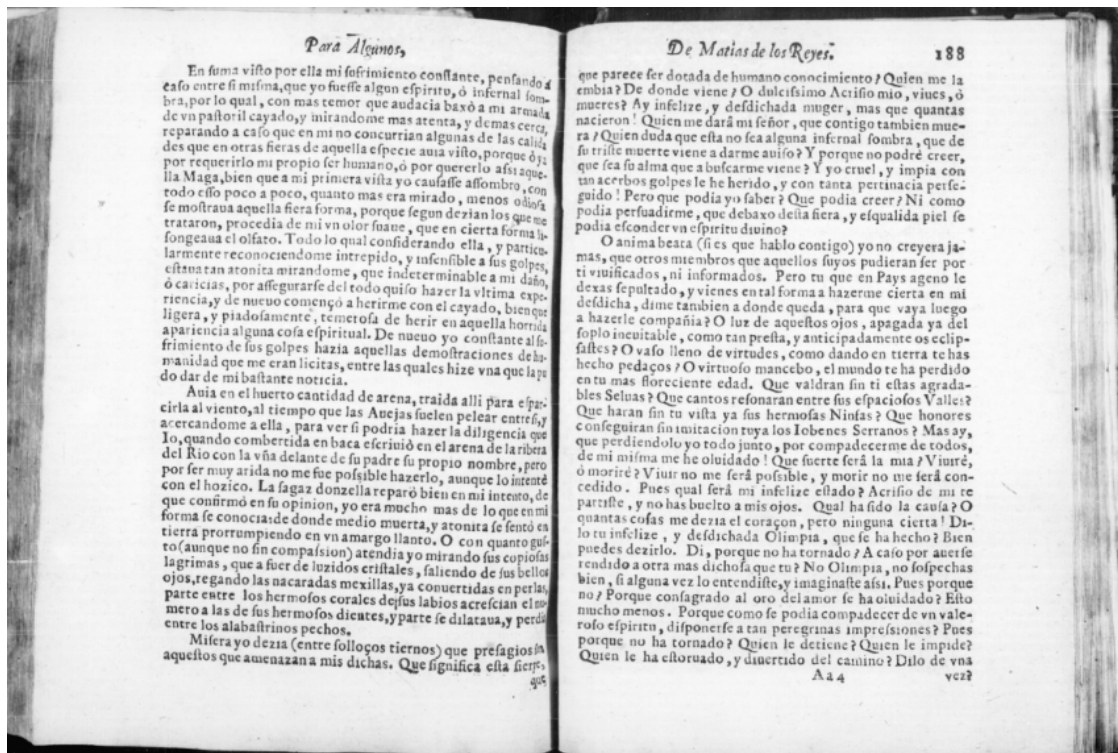 Para Algunos,
En suma visto por ella mi sufrimiento constante, pensando á
caso entre si misma, que yo fuesse algun espiritu, ò infernal som-
bra, por lo qual, con mas temor que audacia baxò a mi armada
de vn pastoril cayado, y mirandome mas atenta, y demas cerca,
reparando a caso que en mi no concurrian algunas de las calida
des que en otras fieras de aquella especie auia visto, porque ò ya
por requerirlo mi propio ser humano, ò por quererlo assi aque-
lla Maga, bien que a mi primera vista yo causasse assombro, con
todo esso poco a poco, quanto mas era mirado, menos odiosa
se mostraua aquella fiera forma, porque segun dezian los que me
trataron, procedia de mi vn olor suaue, que en cierta forma li-
songeaua el olfato. Todo lo qual considerando ella, y particu-
larmente reconociendome intrepido, y insensible a sus golpes,
estaua tan atonita mirandome, que indeterminable a mi daño,
ò caricias, por assegurarse del todo quiso hazer la vltima expe-
riencia, y de nueuo començò a herirme con el cayado, bien que
ligera, y piadosamente, temerosa de herir en aquella horrida
apariencia alguna cosa espiritual. De nueuo yo constante al su-
frimiento de sus golpes hazia aquellas demostraciones de hu-
manidad que me eran licitas, entre las quales hize vna que la pu
do dar de mi bastante noticia.
Auia en el huerto cantidad de arena, traida alli para espar-
cirla al viento, al tiempo que las Auejas suelen pelear entre si, y
acercandome a ella, para ver si podria hazer la diligencia que
Io, quando combertida en baca escriuiò en el arena de la ribera
del Rio con la vña delante de su padre su propio nombre, pero
por ser muy arida no me fue possible hazerlo, aunque lo intentè
con el hozico. La sagaz donzella reparò bien en mi intento, de
que confirmò en su opinion, yo era mucho mas de lo que en mi
forma se conocia: de donde medio muerta, y atonita se sentò en
tierra prorrumpiendo en vn amargo llanto. O con quanto gus-
to (aunque no sin compassion) atendia yo mirando sus copiosas
lagrimas, que a fuer de luzidos cristales, saliendo de sus bellos
ojos, regando las nacaradas mexillas, ya conuertidas en perlas,
parte entre los hermosos corales de sus labios acrescian el nu-
mero a las de sus hermosos dientes, y parte se dilataua, y perdia
entre los alabastrinos pechos.
Misera yo dezia (entre solloços tiernos) que presagios son
aquestos que amenazan a mis dichas. Que significa esta sierpe,
que,
De Matias de los Reyes. 188
que parece ser dotada de humano conocimiento? Quien me la
embia? De donde viene? O dulcissimo Acrisio mio, viues, ò
mueres? Ay infelize, y desdichada muger, mas que quantas
nacieron! Quien me darà mi señor, que contigo tambien mue-
ra? Quien duda que esta no sea alguna infernal sombra, que de
su triste muerte viene a darme auiso? Y porque no podrè creer,
que sea su alma que a buscarme viene? Y yo cruel, y impia con
tan acerbos golpes le he herido, y con tanta pertinacia perse-
guido! Pero que podia yo saber? Que podia creer? Ni como
podia persuadirme, que debaxo desta fiera, y esqualida piel se
podia esconder vn espiritu diuino?
O anima beata (si es que hablo contigo) yo no creyera ja-
mas, que otros miembros que aquellos suyos pudieran ser por
ti viuificados, ni informados. Pero tu que en Pays ageno le
dexas sepultado, y vienes en tal forma a hazerme cierta en mi
desdicha, dime tambien a donde queda, para que vaya luego
a hazerle compañia? O luz de aquestos ojos, apagada ya del
soplo ineuitable, como tan presta, y anticipadamente os eclip-
sastes? O vaso lleno de virtudes, como dando en tierra te has
hecho pedaços? O virtuoso mancebo, el mundo te ha perdido
en tu mas floreciente edad. Que valdran sin ti estas agrada-
bles Seluas? Que cantos resonaran entre sus espaciosos Valles?
Que haran sin tu vista ya sus hermosas Ninfas? Que honores
conseguiran sin imitacion tuya los Iobenes Serranos? Mas ay,
que perdiendolo yo todo junto, por compadecerme de todos,
de mi misma me he oluidado! Que suerte serà la mia? Viuirè,
ò morirè? Viuir no me serà possible, y morir no me serà con-
cedido. Pues qual serà mi infelize estado? Acrisio de mi te
partiste, y no has buelto a mis ojos. Qual ha sido la causa? O
quantas cosas me dezia el coraçon, pero ninguna cierta! Di-
lo tu infelize, y desdichada Olimpia, que se ha hecho? Bien
puedes dezirlo. Di, porque no ha tornado? A caso por auerse
rendido a otra mas dichosa que tu? No Olimpia, no sospechas
bien, si alguna vez lo entendiste, y imaginaste assi. Pues porque
no? Porque consagrado al oro del amor se ha oluidado? Esto
mucho menos. Porque como se podia compadecer de vn vale-
roso espiritu, disponerse a tan peregrinas impressiones? Pues
porque no ha tornado? Quien le detiene? Quien le impide?
Quien le ha estoruado, y diuertido del camino? Dilo de vna
Aa4 vez?